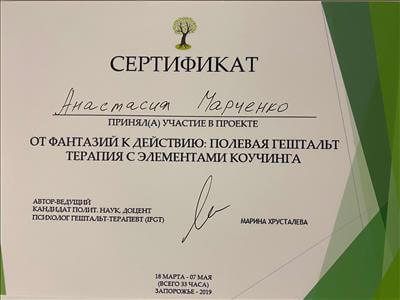 СЕРТИФИКАТ
Анастасия Марченко
ПРИНЯЛ(А) УЧАСТИЕ В ПРОЕКТЕ
ОТ ФАНТАЗИЙ К ДЕЙСТВИЮ: ПОЛЕВАЯ ГЕШТАЛЬТ
ТЕРАПИЯ С ЭЛЕМЕНТАМИ КОУЧИНГА
АВТОР-ВЕДУЩИЙ
КАНДИДАТ ПОЛИТ. НАУК, ДОЦЕНТ
ПСИХОЛОГ ГЕШТАЛЬТ-ТЕРАПЕВТ (IFGT)
МАРИНА ХРУСТАЛЕВА
18 МАРТА - 07 МАЯ
(ВСЕГО 33 ЧАСА)
ЗАПОРОЖЬЕ - 2019